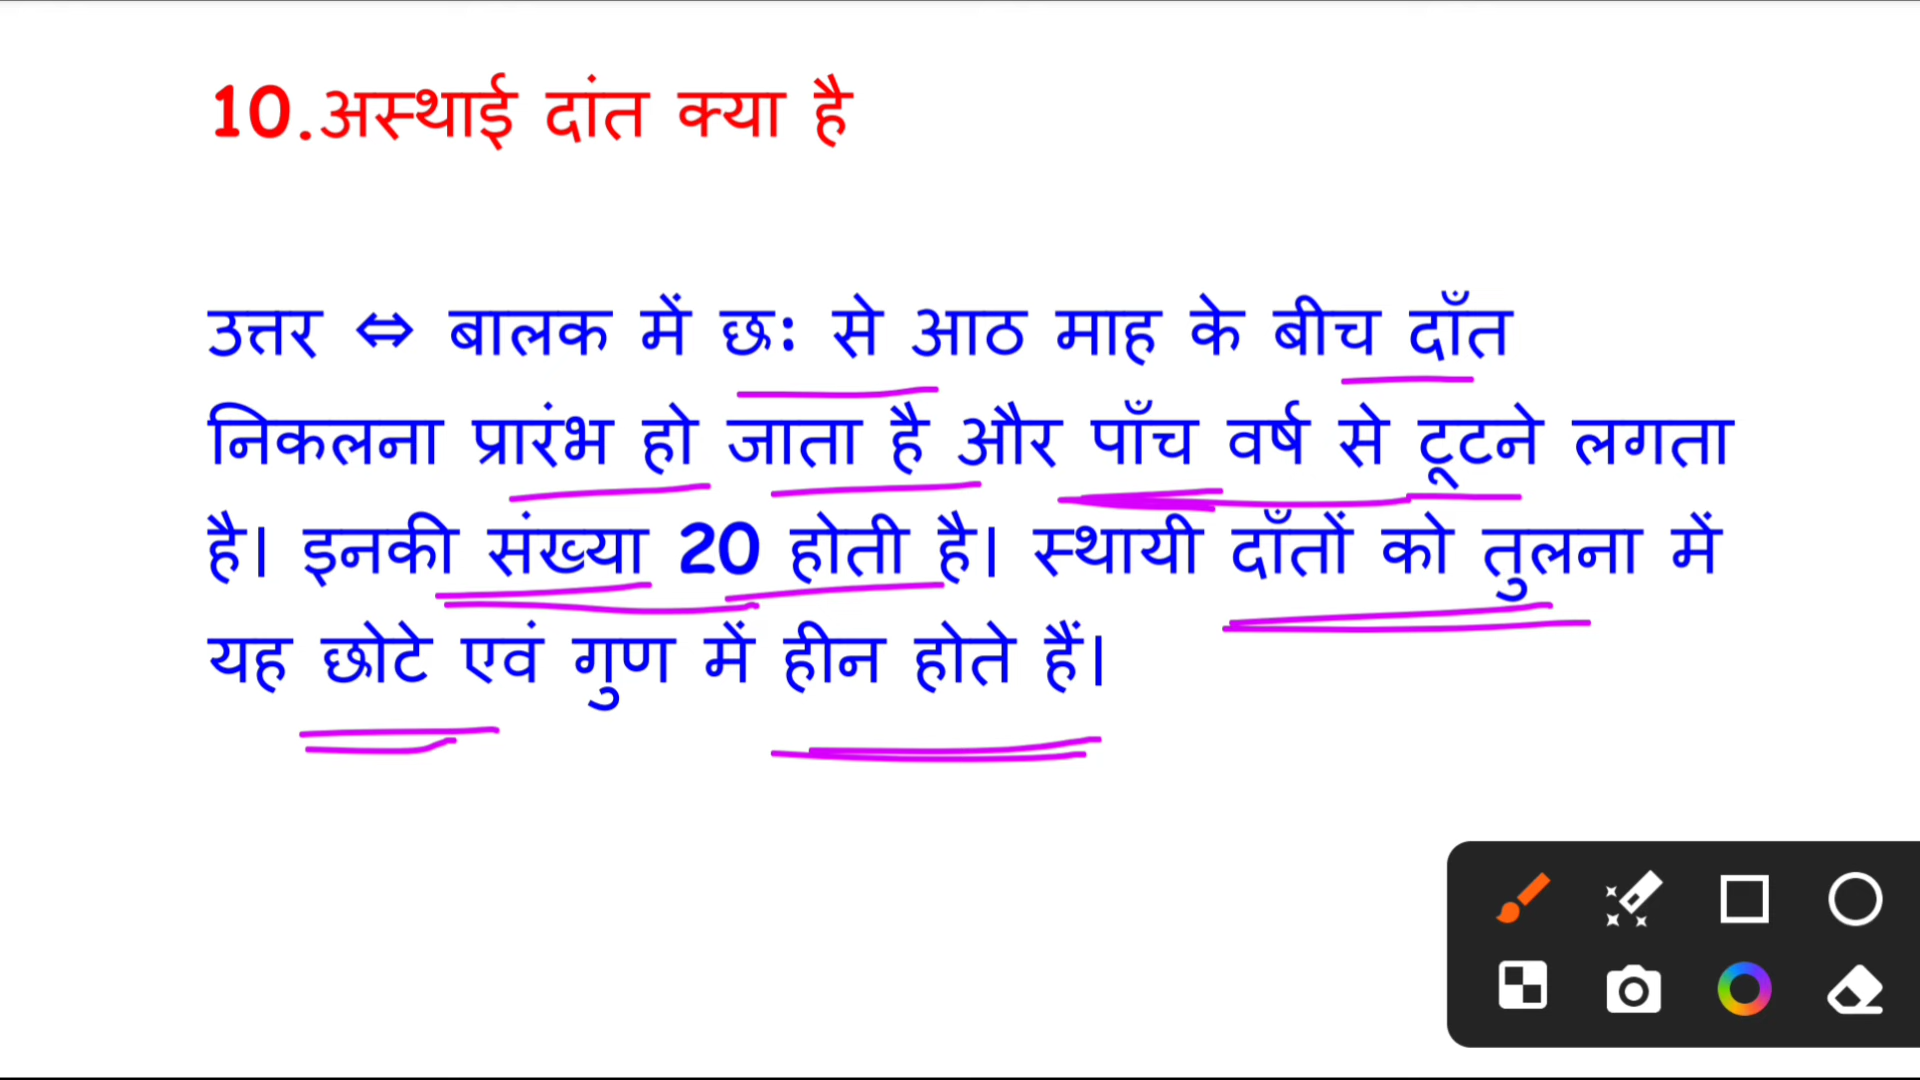 10.अस्थाई दांत क्या है
उत्तर ⇔ बालक में छः से आठ माह के बीच दाँत
निकलना प्रारंभ हो जाता है और पाँच वर्ष से टूटने लगता
है। इनकी संख्या 20 होती है। स्थायी दाँतों को तुलना में
यह छोटे एवं गुण में हीन होते हैं।